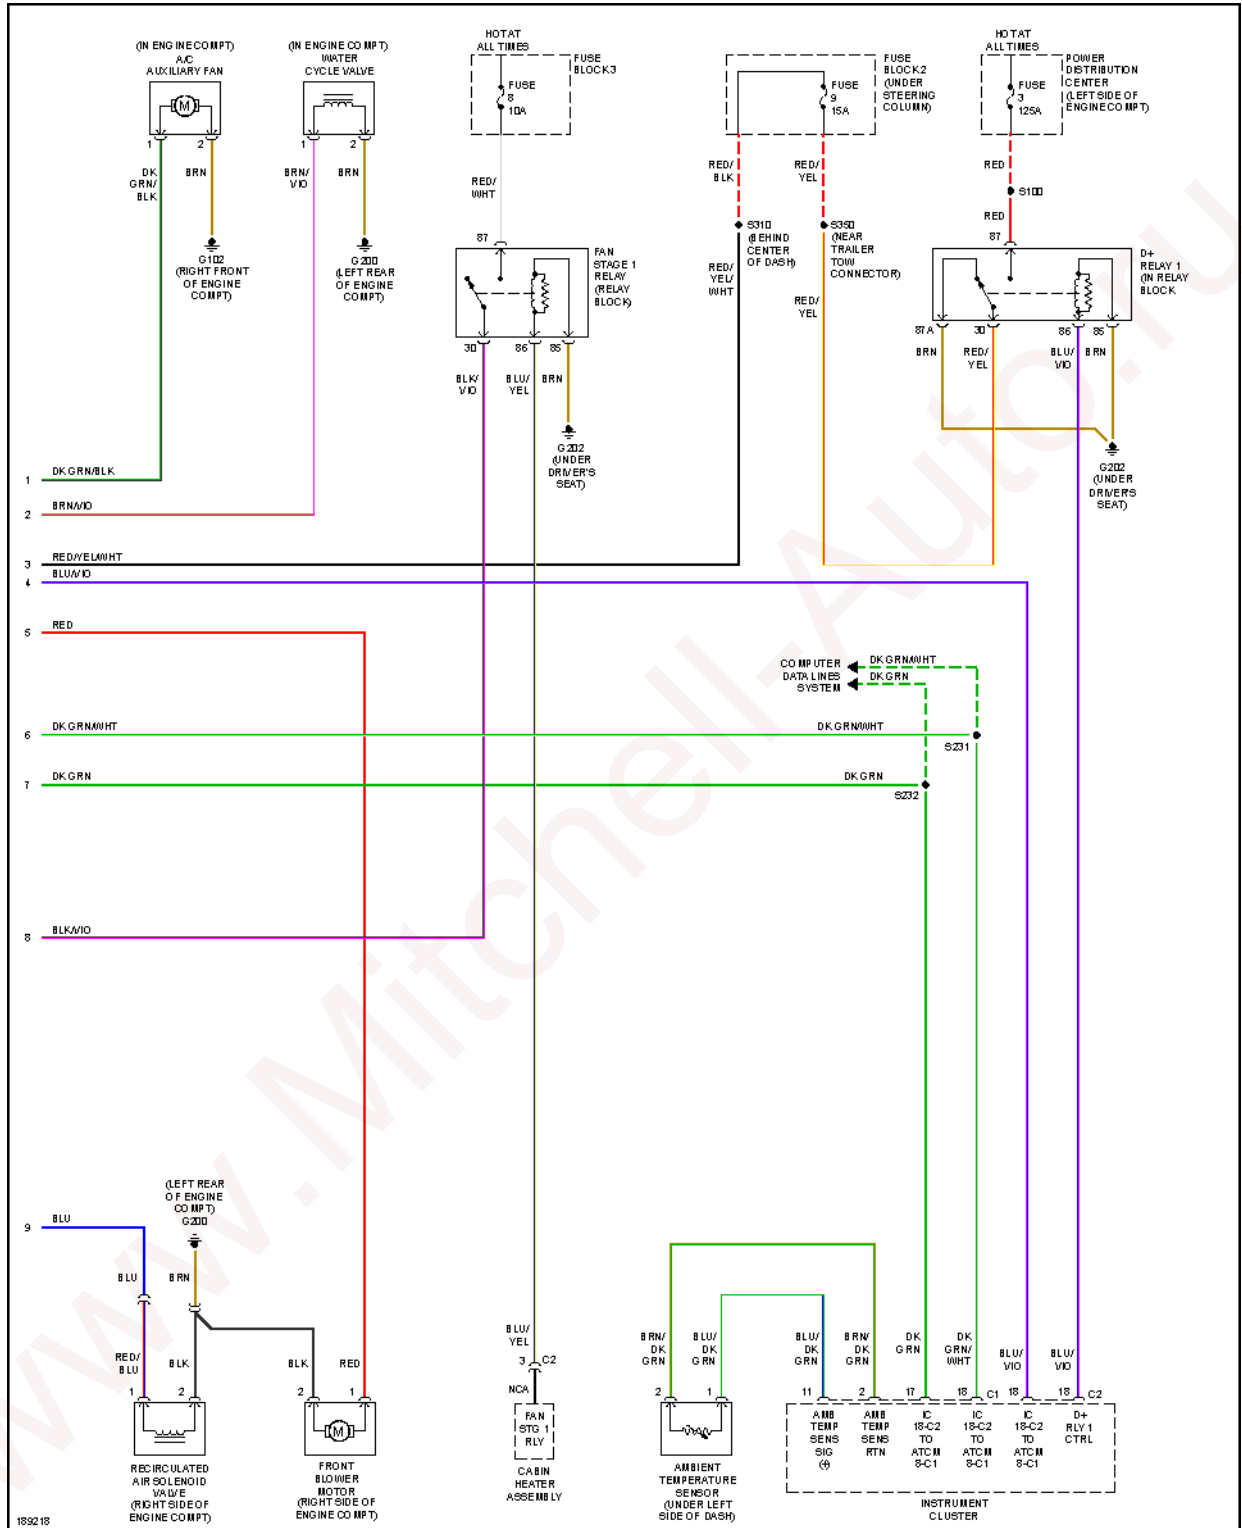 (IN ENGINE COMPT)
A/C
AUXILIARY FAN
M
1
2
DK
GRN/
BLK
BRN
G102
(RIGHT FRONT
OF ENGINE
COMPT)
(IN ENGINE COMPT)
WATER
CYCLE VALVE
1
2
BRN/
VIO
BRN
G200
(LEFT REAR
OF ENGINE
COMPT)
HOT AT
ALL TIMES
FUSE
BLOCK 3
FUSE
8
10A
RED/
WHT
87
FAN
STAGE 1
RELAY
(RELAY
BLOCK)
30
86
85
BLK/
VIO
BLU/
YEL
BRN
G202
(UNDER
DRIVER'S
SEAT)
FUSE
BLOCK 2
(UNDER
STEERING
COLUMN)
FUSE
9
15A
RED/
BLK
RED/
YEL
S310
(BEHIND
CENTER
OF DASH)
S350
(NEAR
TRAILER
TOW
CONNECTOR)
RED/
YEL/
WHT
RED/
YEL
HOT AT
ALL TIMES
POWER
DISTRIBUTION
CENTER
(LEFT SIDE OF
ENGINE COMPT)
FUSE
3
125A
RED
S100
RED
87
D+
RELAY 1
(IN RELAY
BLOCK
87A
30
86
85
BRN
RED/
YEL
BLU/
VIO
BRN
G202
(UNDER
DRIVER'S
SEAT)
1
DK GRN/BLK
2
BRN/VIO
3
RED/YEL/WHT
4
BLU/VIO
5
RED
COMPUTER
DATA LINES
SYSTEM
DK GRN/WHT
DK GRN
6
DK GRN/WHT
DK GRN/WHT
S231
7
DK GRN
DK GRN
S232
8
BLK/VIO
9
BLU
(LEFT REAR
OF ENGINE
COMPT)
G200
BLU
BRN
RED/
BLU
BLK
1
2
RECIRCULATED
AIR SOLENOID
VALVE
(RIGHT SIDE OF
ENGINE COMPT)
BLK
RED
2
1
M
FRONT
BLOWER
MOTOR
(RIGHT SIDE OF
ENGINE COMPT)
BLU/
YEL
3
C2
NCA
FAN
STG 1
RLY
CABIN
HEATER
ASSEMBLY
BRN/
DK
GRN
BLU/
DK
GRN
2
1
AMBIENT
TEMPERATURE
SENSOR
(UNDER LEFT
SIDE OF DASH)
BLU/
DK
GRN
BRN/
DK
GRN
DK
GRN
DK
GRN/
WHT
BLU/
VIO
BLU/
VIO
11
2
17
18
C1
18
18
C2
AMB
TEMP
SENS
SIG
(+)
AMB
TEMP
SENS
RTN
IC
18-C2
TO
ATCM
8-C1
IC
18-C2
TO
ATCM
8-C1
IC
18-C2
TO
ATCM
8-C1
D+
RLY 1
CTRL
INSTRUMENT
CLUSTER
189218
www.Mitchell-Auto.ru